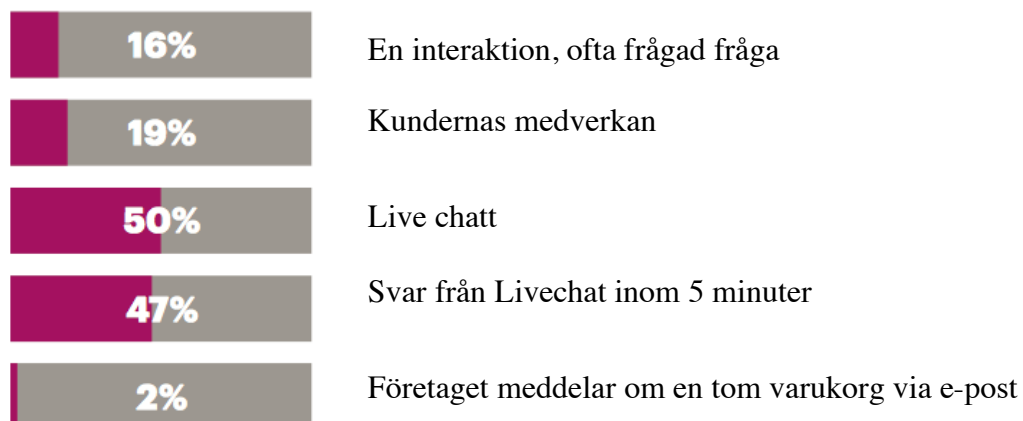 16% En interaktion, ofta frågad fråga
19% Kundernas medverkan
50% Live chatt
47% Svar från Livechat inom 5 minuter
2% Företaget meddelar om en tom varukorg via e-post